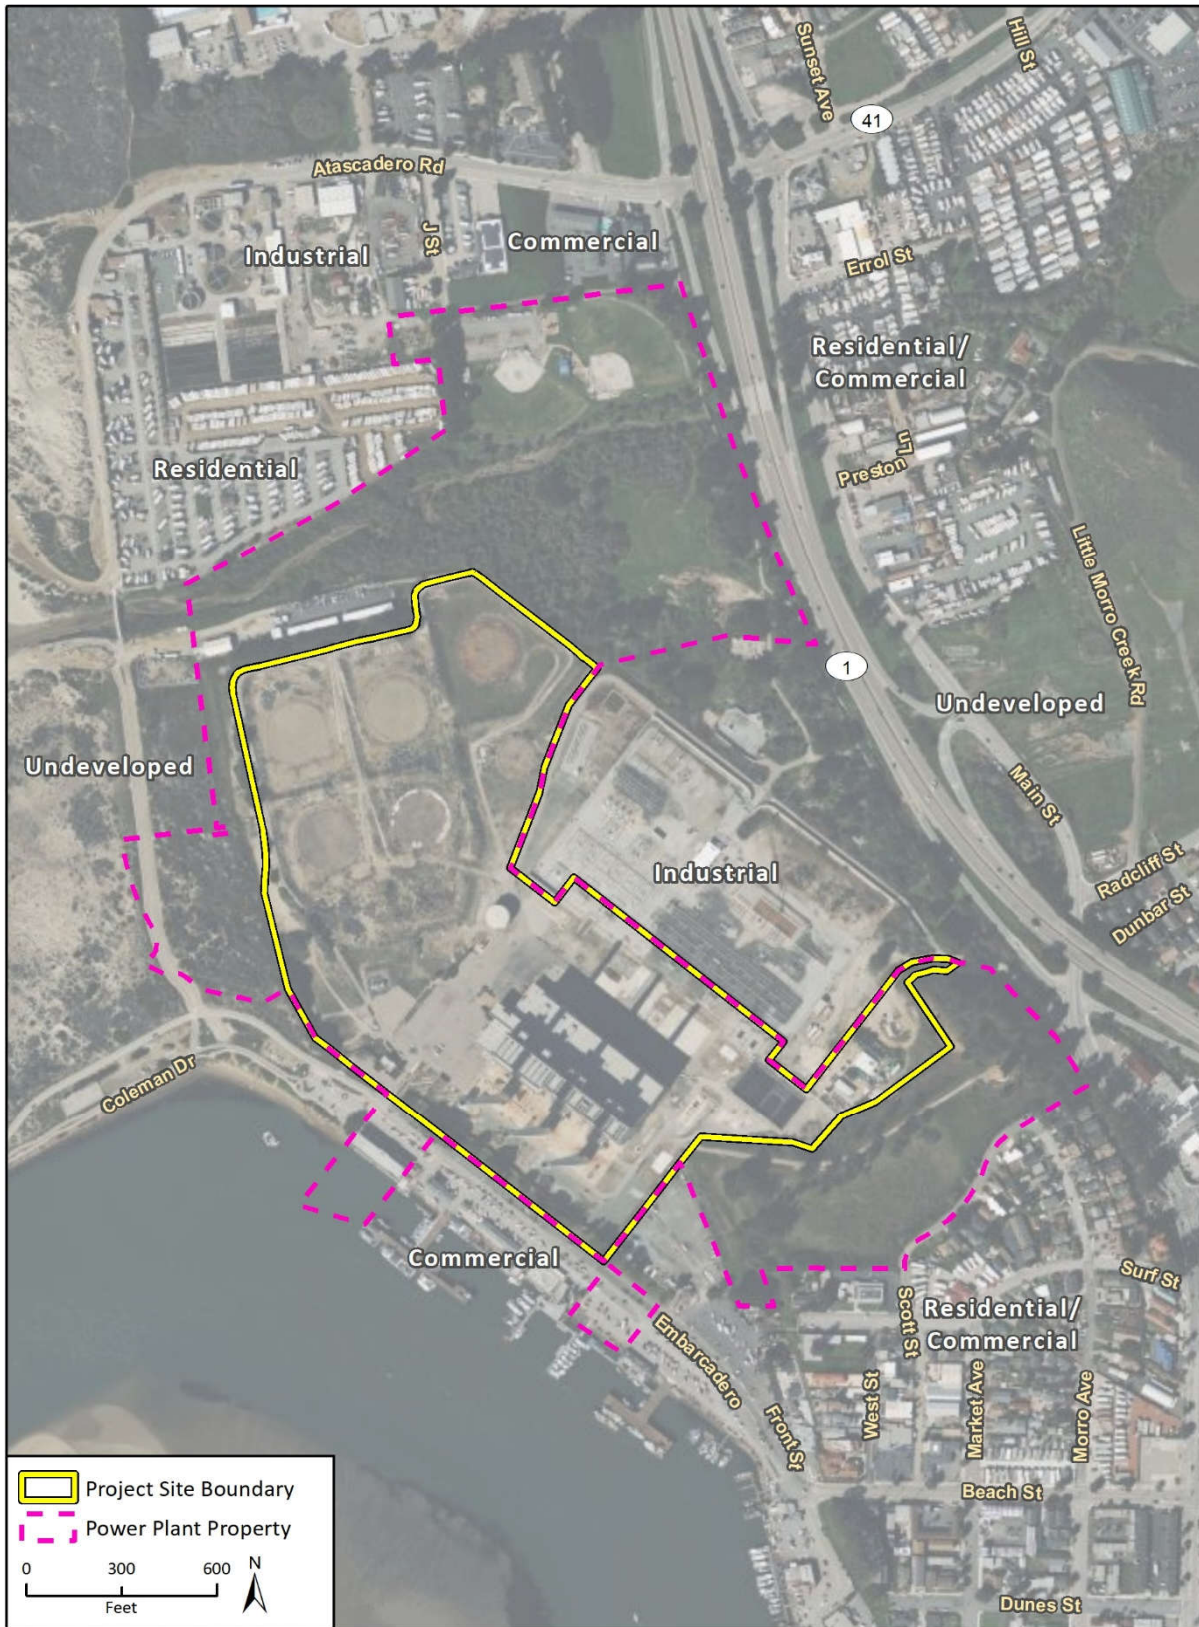 Sunset Ave
Hill St
41
Atascadero Rd
J St
Industrial
Commercial
Errol St
Residential/
Commercial
Preston Ln
Residential
Little Morro Creek Rd
1
Undeveloped
Undeveloped
Main St
Industrial
Radcliff St
Dunbar St
Coleman Dr
Commercial
Surf St
Scott St
Residential/
Commercial
Embarcadero
Front St
West St
Market Ave
Morro Ave
Beach St
Dunes St
Project Site Boundary
Power Plant Property
0 300 600
Feet
N